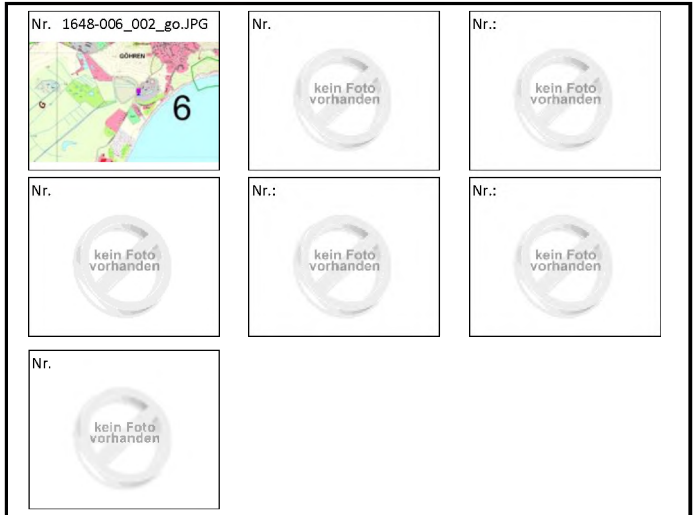 Nr. 1648-006_002_go.JPG
GÖHREN
6
Nr.
kein Foto
vorhanden
Nr.:
kein Foto
vorhanden
Nr.
kein Foto
vorhanden
Nr.:
kein Foto
vorhanden
Nr.:
kein Foto
vorhanden
Nr.
kein Foto
vorhanden